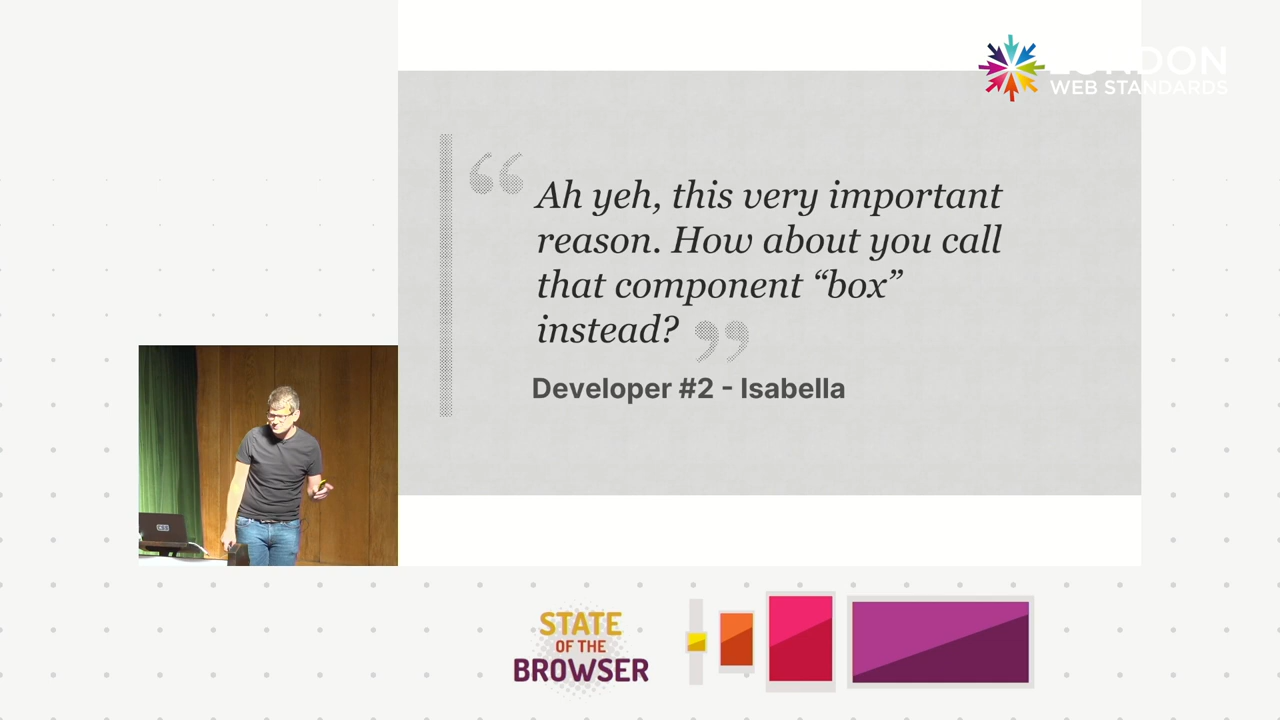 LONDON
WEB STANDARDS
“Ah yeh, this very important
reason. How about you call
that component “box”
instead?”
Developer #2 - Isabella
STATE
OF THE
BROWSER